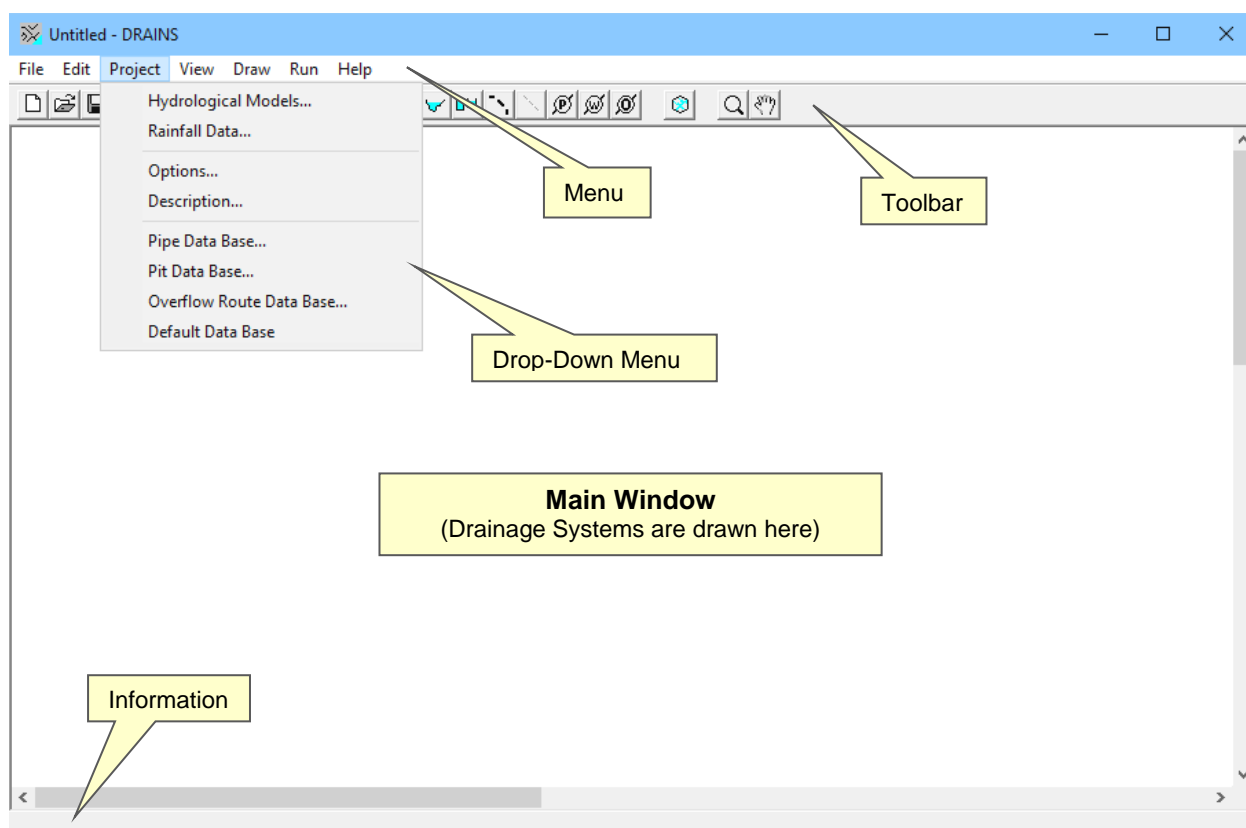 Untitled - DRAINS
File Edit Project View Draw Run Help
Hydrological Models...
Rainfall Data...
Options...
Description...
Pipe Data Base...
Pit Data Base...
Overflow Route Data Base...
Default Data Base
P W O
Menu
Toolbar
Drop-Down Menu
Main Window
(Drainage Systems are drawn here)
Information